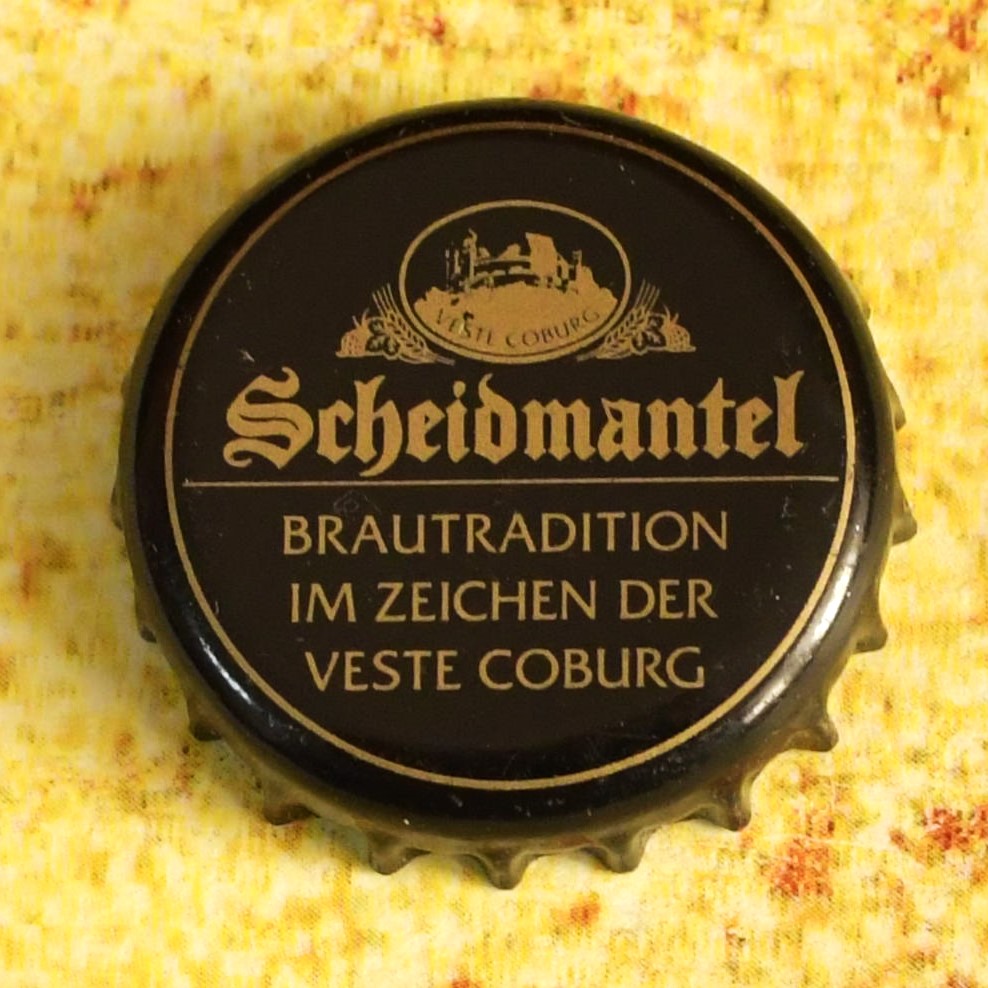 VESTE COBURG
Scheidmantel
BRAUTRADITION
IM ZEICHEN DER
VESTE COBURG